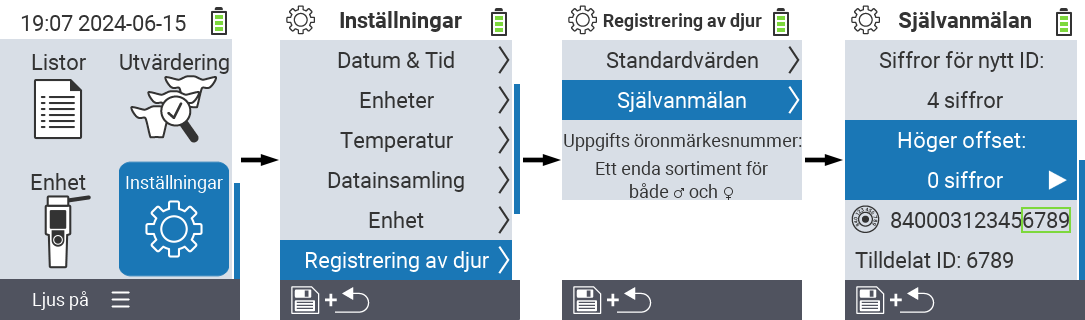 19:07 2024-06-15
Listor
Utvärdering
Enhet
Inställningar
Ljus på
Inställningar
Datum & Tid
Enheter
Temperatur
Datainsamling
Enhet
Registrering av djur
+
Registrering av djur
Standardvärden
Självanmälan
Uppgifts öronmärkesnummer:
Ett enda sortiment för
både ♂ och ♀
+
Självanmälan
Siffror för nytt ID:
4 siffror
Höger offset:
0 siffror
840003123456789
Tilldelat ID: 6789
+